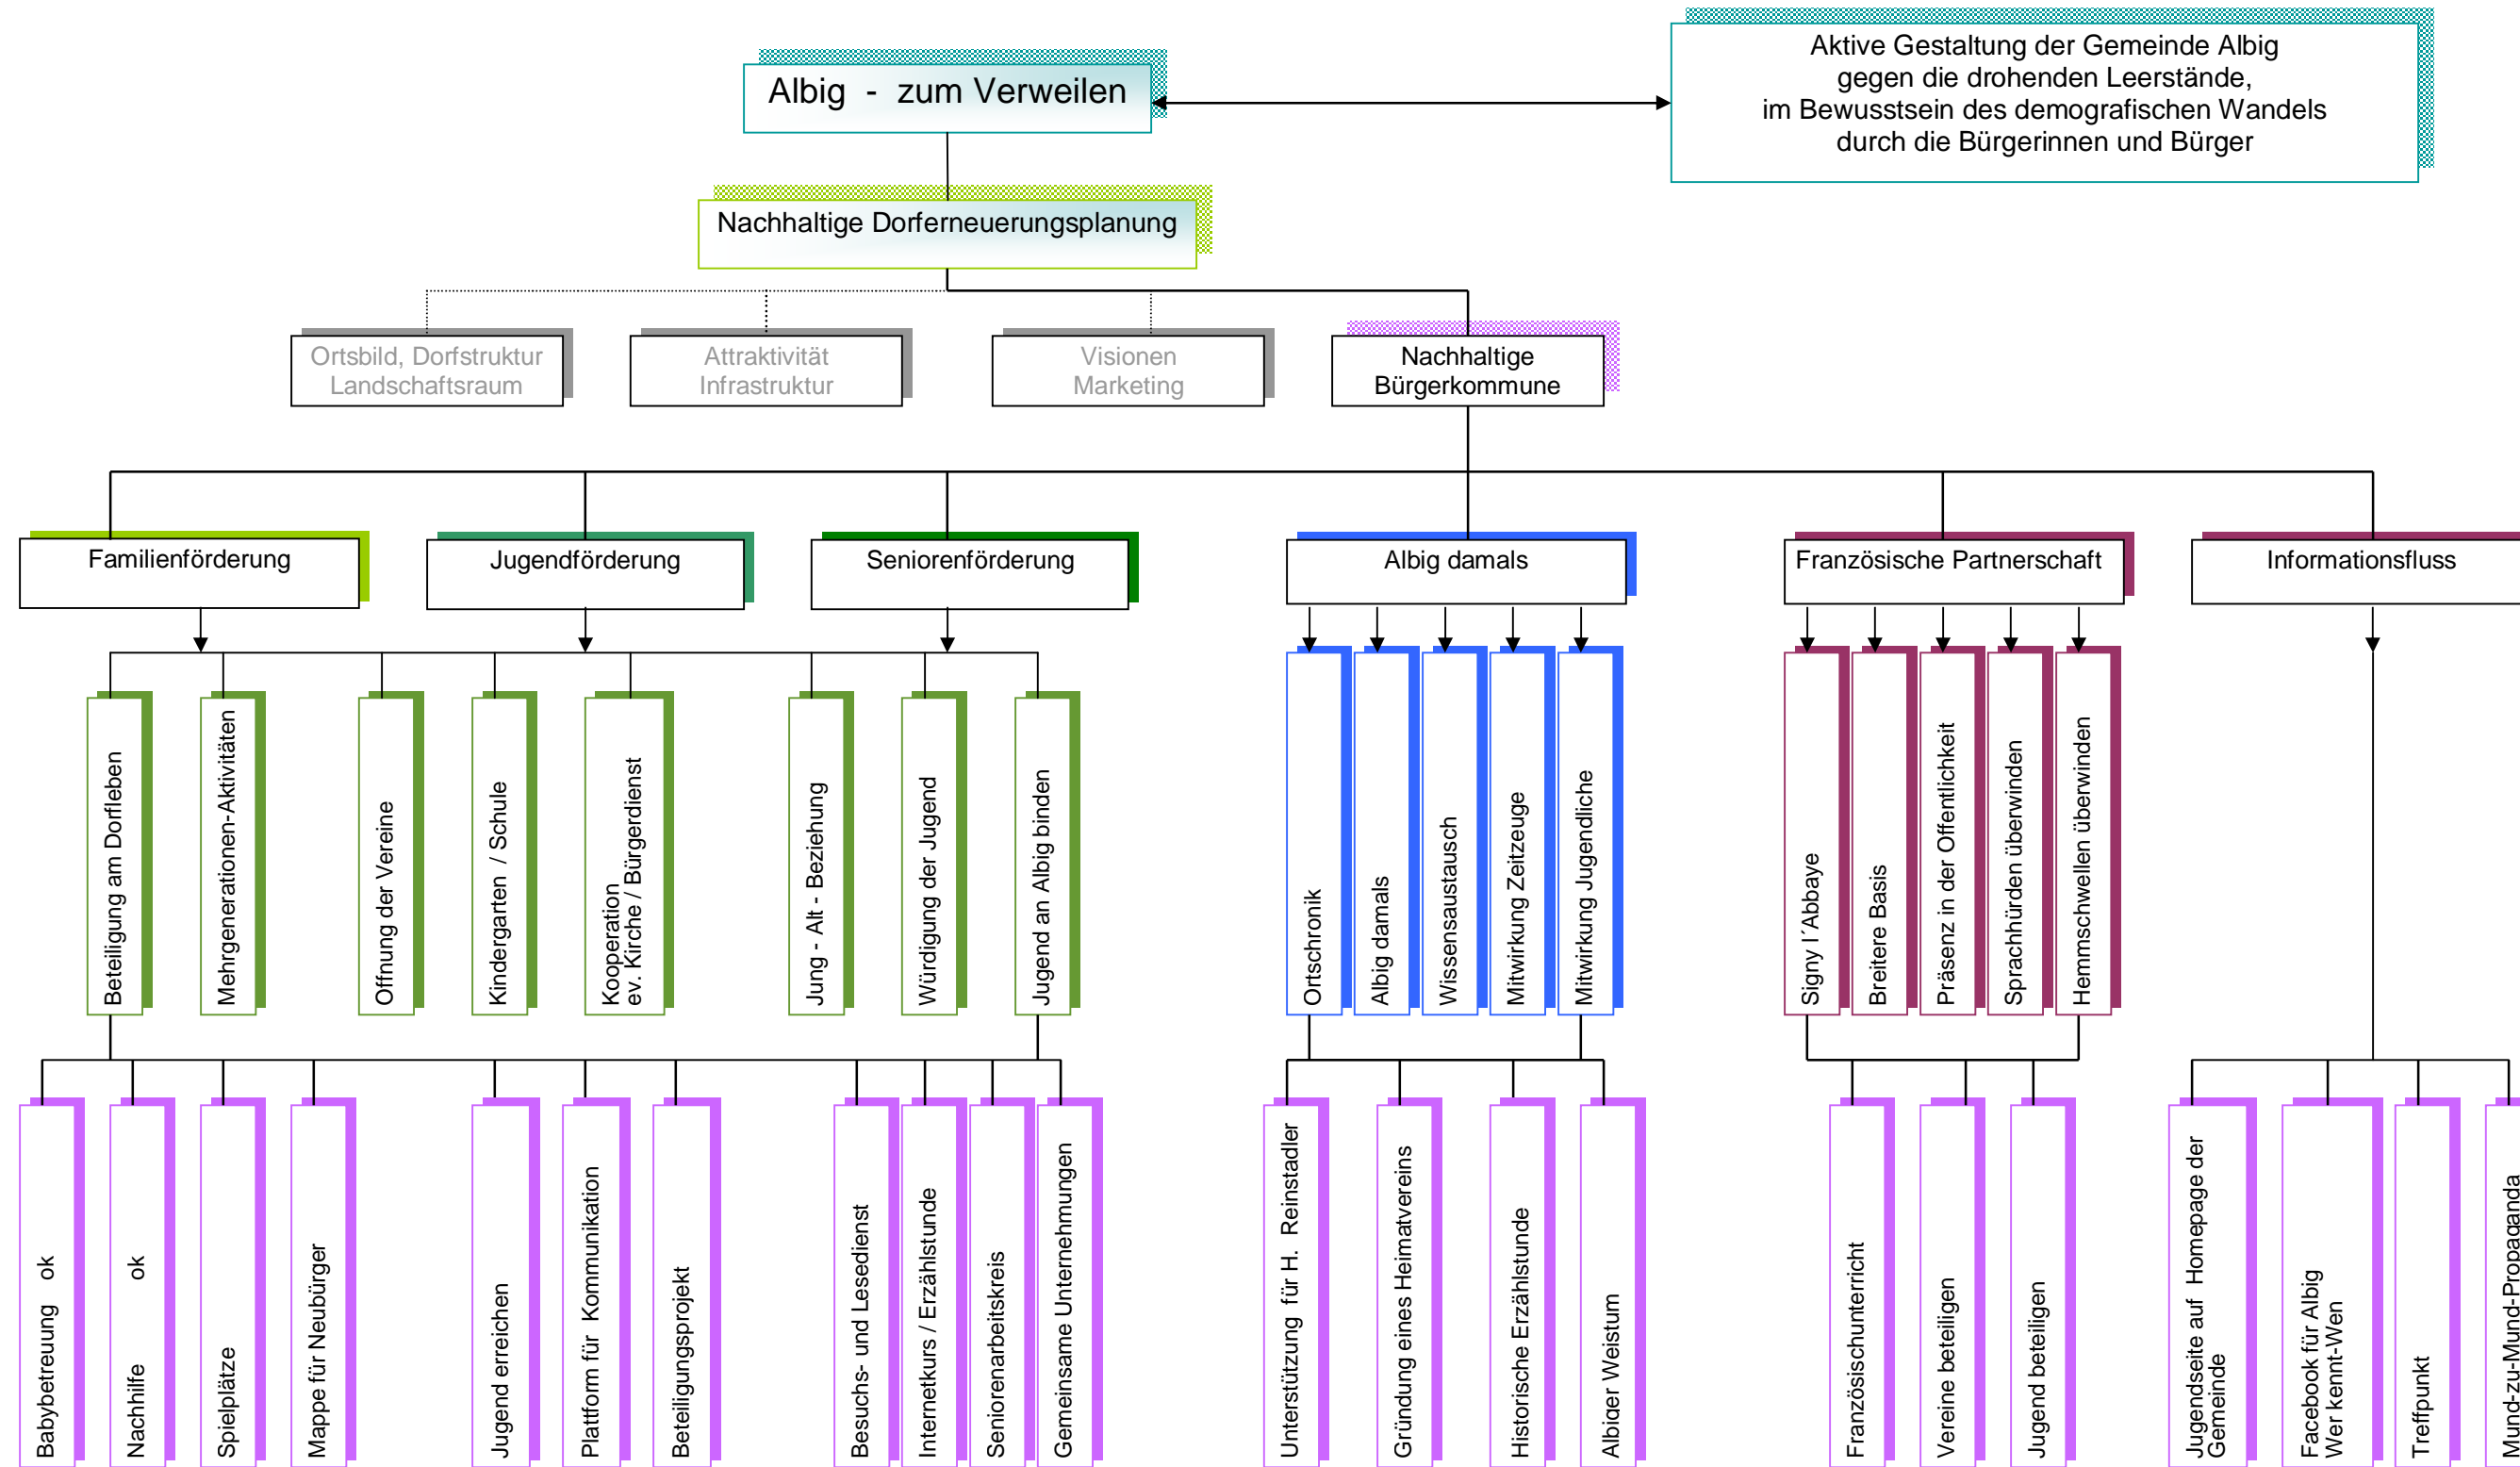 Albig - zum Verweilen
Aktive Gestaltung der Gemeinde Albig
gegen die drohenden Leerstände,
im Bewusstsein des demografischen Wandels
durch die Bürgerinnen und Bürger
Nachhaltige Dorferneuerungsplanung
Ortsbild, Dorfstruktur
Landschaftsraum
Attraktivität
Infrastruktur
Visionen
Marketing
Nachhaltige
Bürgerkommune
Familienförderung
Jugendförderung
Seniorenförderung
Albig damals
Französische Partnerschaft
Informationsfluss
Beteiligung am Dorfleben
Mehrgenerationen-Aktivitäten
Öffnung der Vereine
Kindergarten / Schule
Kooperation
ev. Kirche / Bürgerdienst
Jung - Alt - Beziehung
Würdigung der Jugend
Jugend an Albig binden
Ortschronik
Albig damals
Wissensaustausch
Mitwirkung Zeitzeuge
Mitwirkung Jugendliche
Signy l´Abbaye
Breitere Basis
Präsenz in der Öffentlichkeit
Sprachhürden überwinden
Hemmschwellen überwinden
Babybetreuung ok
Nachhilfe ok
Spielplätze
Mappe für Neubürger
Jugend erreichen
Plattform für Kommunikation
Beteiligungsprojekt
Besuchs- und Lesedienst
Internetkurs / Erzählstunde
Seniorenarbeitskreis
Gemeinsame Unternehmungen
Unterstützung für H. Reinstadler
Gründung eines Heimatvereins
Historische Erzählstunde
Albiger Weistum
Französischunterricht
Vereine beteiligen
Jugend beteiligen
Jugendseite auf Homepage der
Gemeinde
Facebook für Albig
Wer kennt-Wen
Treffpunkt
Mund-zu-Mund-Propaganda